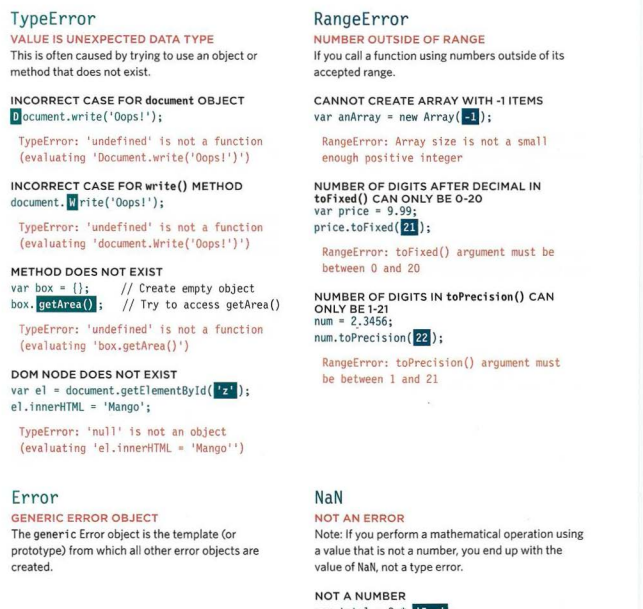 TypeError
VALUE IS UNEXPECTED DATA TYPE
This is often caused by trying to use an object or
method that does not exist.
INCORRECT CASE FOR document OBJECT
Document.write('Oops!');
TypeError: 'undefined' is not a function
(evaluating 'Document.write('Oops!')')
INCORRECT CASE FOR write() METHOD
document.Write('Oops!');
TypeError: 'undefined' is not a function
(evaluating 'document.Write('Oops!')')
METHOD DOES NOT EXIST
var box = {}; // Create empty object
box.getArea(); // Try to access getArea()
TypeError: 'undefined' is not a function
(evaluating 'box.getArea()')
DOM NODE DOES NOT EXIST
var el = document.getElementById('z');
el.innerHTML = 'Mango';
TypeError: 'null' is not an object
(evaluating 'el.innerHTML = 'Mango'')
Error
GENERIC ERROR OBJECT
The generic Error object is the template (or
prototype) from which all other error objects are
created.
RangeError
NUMBER OUTSIDE OF RANGE
If you call a function using numbers outside of its
accepted range.
CANNOT CREATE ARRAY WITH -1 ITEMS
var anArray = new Array(-1);
RangeError: Array size is not a small
enough positive integer
NUMBER OF DIGITS AFTER DECIMAL IN
toFixed() CAN ONLY BE 0-20
var price = 9.99;
price.toFixed(21);
RangeError: toFixed() argument must be
between 0 and 20
NUMBER OF DIGITS IN toPrecision() CAN
ONLY BE 1-21
num = 2.3456;
num.toPrecision(22);
RangeError: toPrecision() argument must
be between 1 and 21
NaN
NOT AN ERROR
Note: If you perform a mathematical operation using
a value that is not a number, you end up with the
value of NaN, not a type error.
NOT A NUMBER